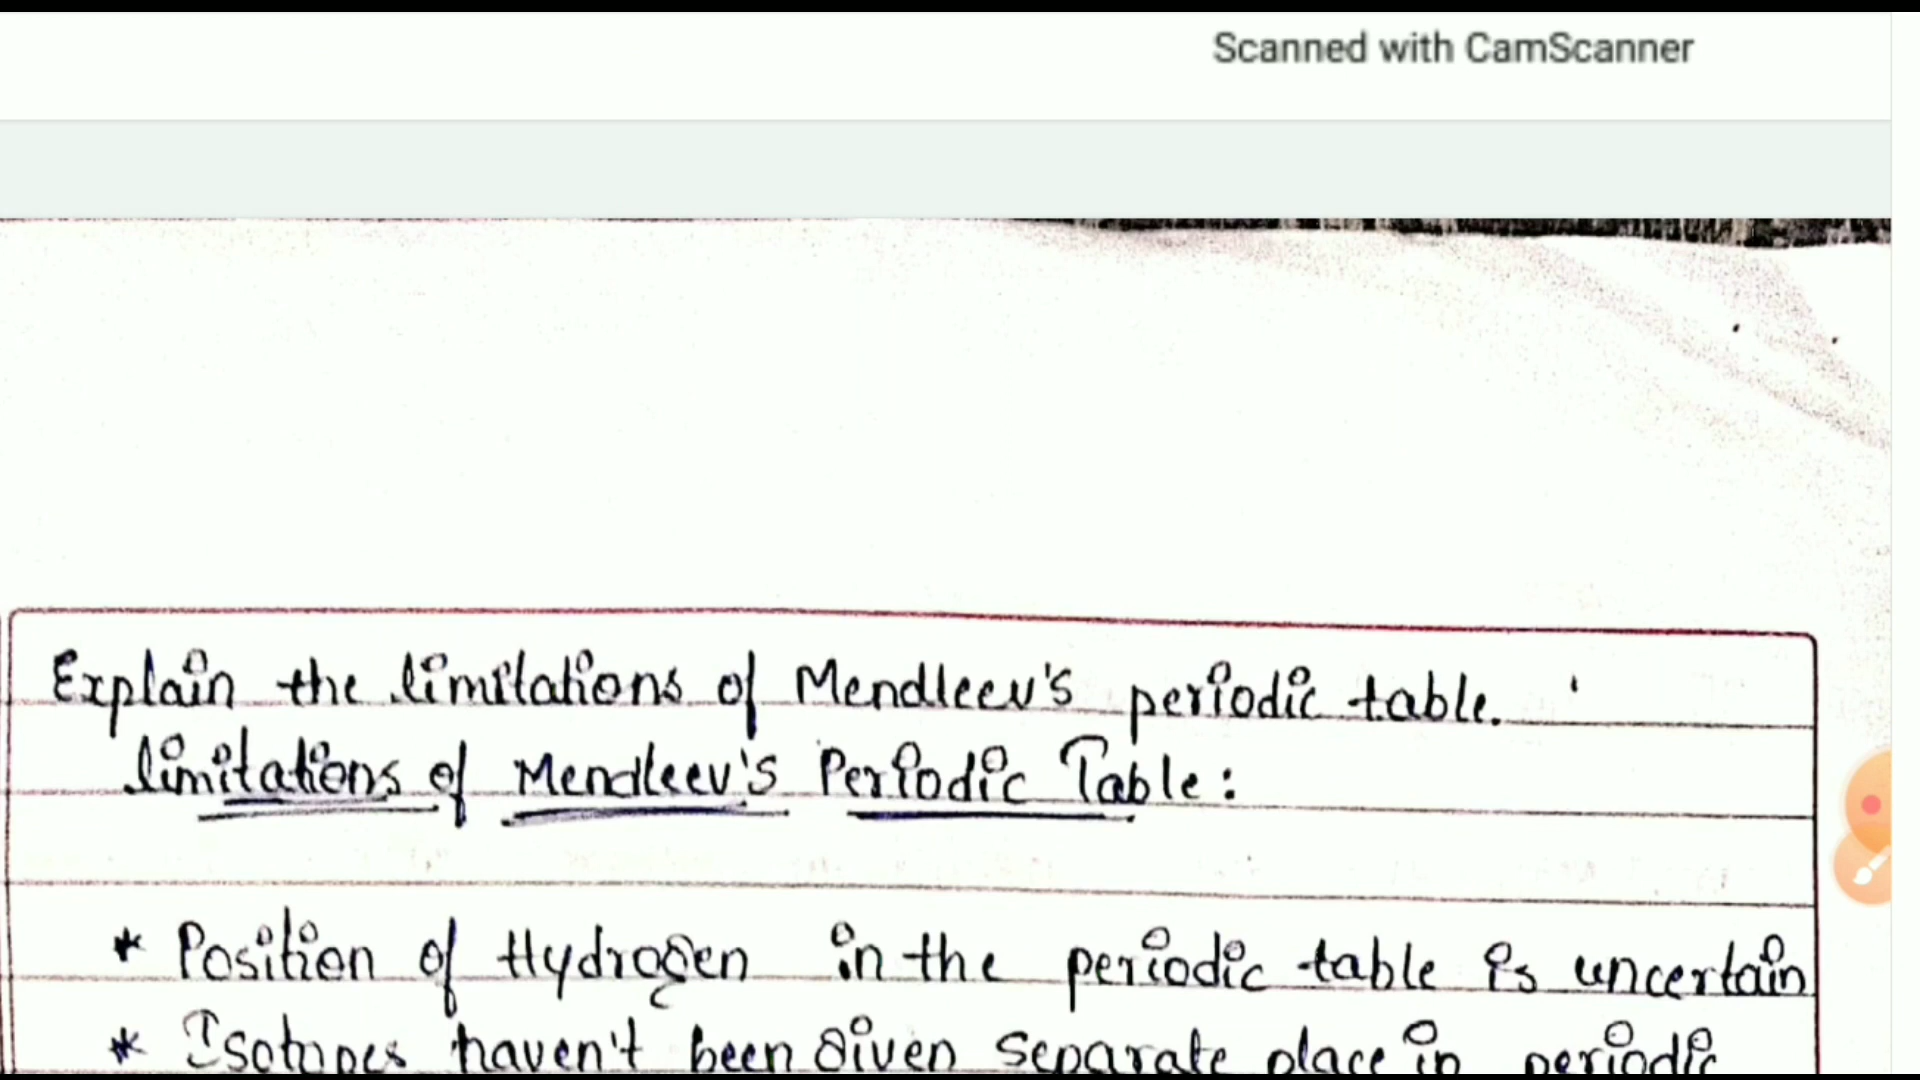 Scanned with CamScanner
Explain the limitations of Mendleev's periodic table.
limitations of Mendleev's Periodic Table:
* Position of Hydrogen in the periodic table is uncertain
* Isotopes haven't been given separate place in periodic